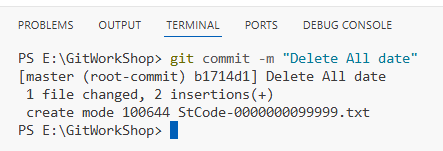 PROBLEMS OUTPUT TERMINAL PORTS DEBUG CONSOLE
PS E:\GitWorkShop> git commit -m "Delete All date"
[master (root-commit) b1714d1] Delete All date
 1 file changed, 2 insertions(+)
 create mode 100644 StCode-0000000099999.txt
PS E:\GitWorkShop>